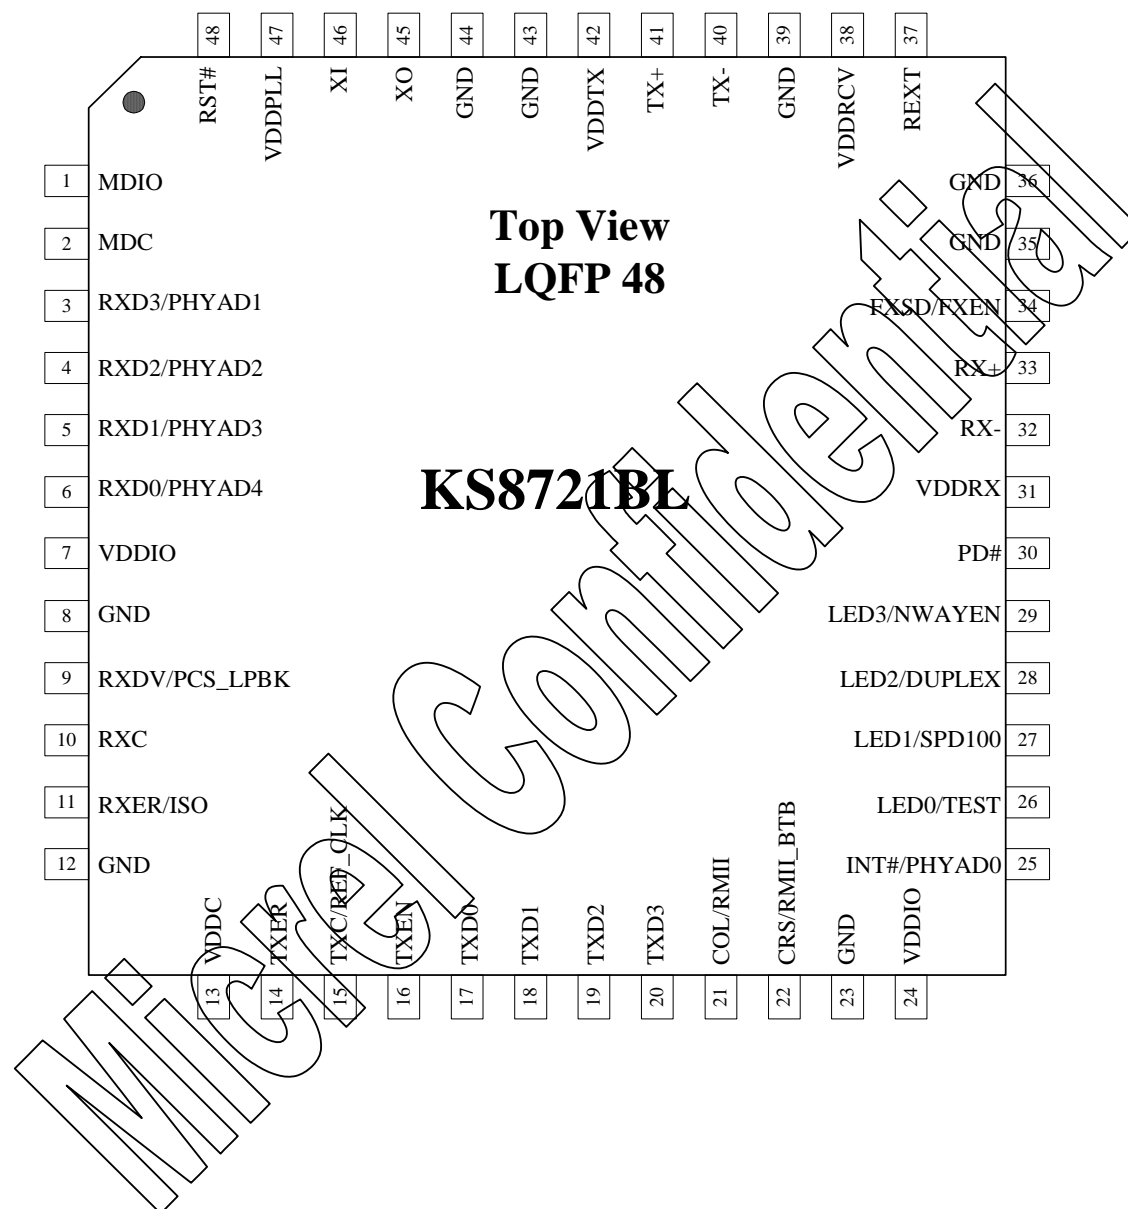 48 47 46 45 44 43 42 41 40 39 38 37
RST# VDDPLL XI XO GND GND VDDTX TX+ TX- GND VDDRCV REXT
Top View
LQFP 48
KS8721BL
1 MDIO
2 MDC
3 RXD3/PHYAD1
4 RXD2/PHYAD2
5 RXD1/PHYAD3
6 RXD0/PHYAD4
7 VDDIO
8 GND
9 RXDV/PCS_LPBK
10 RXC
11 RXER/ISO
12 GND
GND 36
GND 35
FXSD/FXEN 34
RX+ 33
RX- 32
VDDRX 31
PD# 30
LED3/NWAYEN 29
LED2/DUPLEX 28
LED1/SPD100 27
LED0/TEST 26
INT#/PHYAD0 25
VDDC TXER TXC/REF_CLK TXEN TXD0 TXD1 TXD2 TXD3 COL/RMII CRS/RMII_BTB GND VDDIO
13 14 15 16 17 18 19 20 21 22 23 24
Micrel Confidential